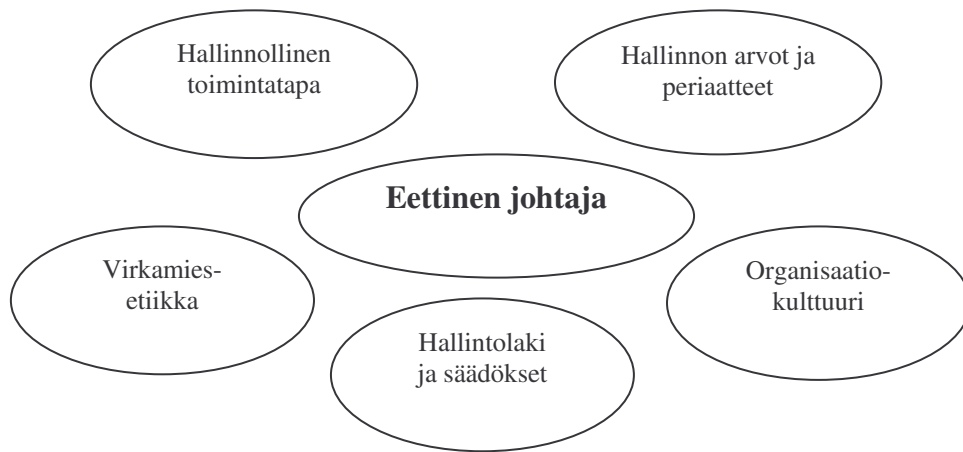 Hallinnollinen
toimintatapa
Hallinnon arvot ja
periaatteet
Eettinen johtaja
Virkamies-
etiikka
Organisaatio-
kulttuuri
Hallintolaki
ja säädökset